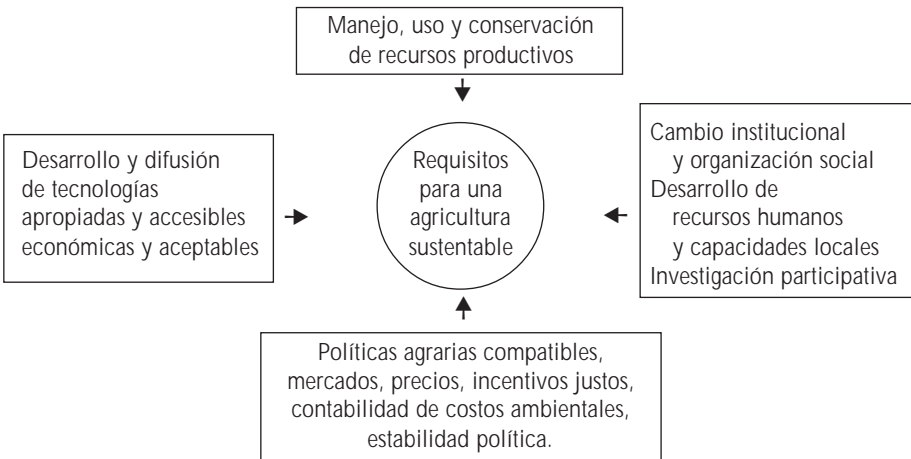 Manejo, uso y conservación
de recursos productivos
Desarrollo y difusión
de tecnologías
apropiadas y accesibles
económicas y aceptables
Requisitos
para una
agricultura
sustentable
Cambio institucional
y organización social
Desarrollo de
recursos humanos
y capacidades locales
Investigación participativa
Políticas agrarias compatibles,
mercados, precios, incentivos justos,
contabilidad de costos ambientales,
estabilidad política.